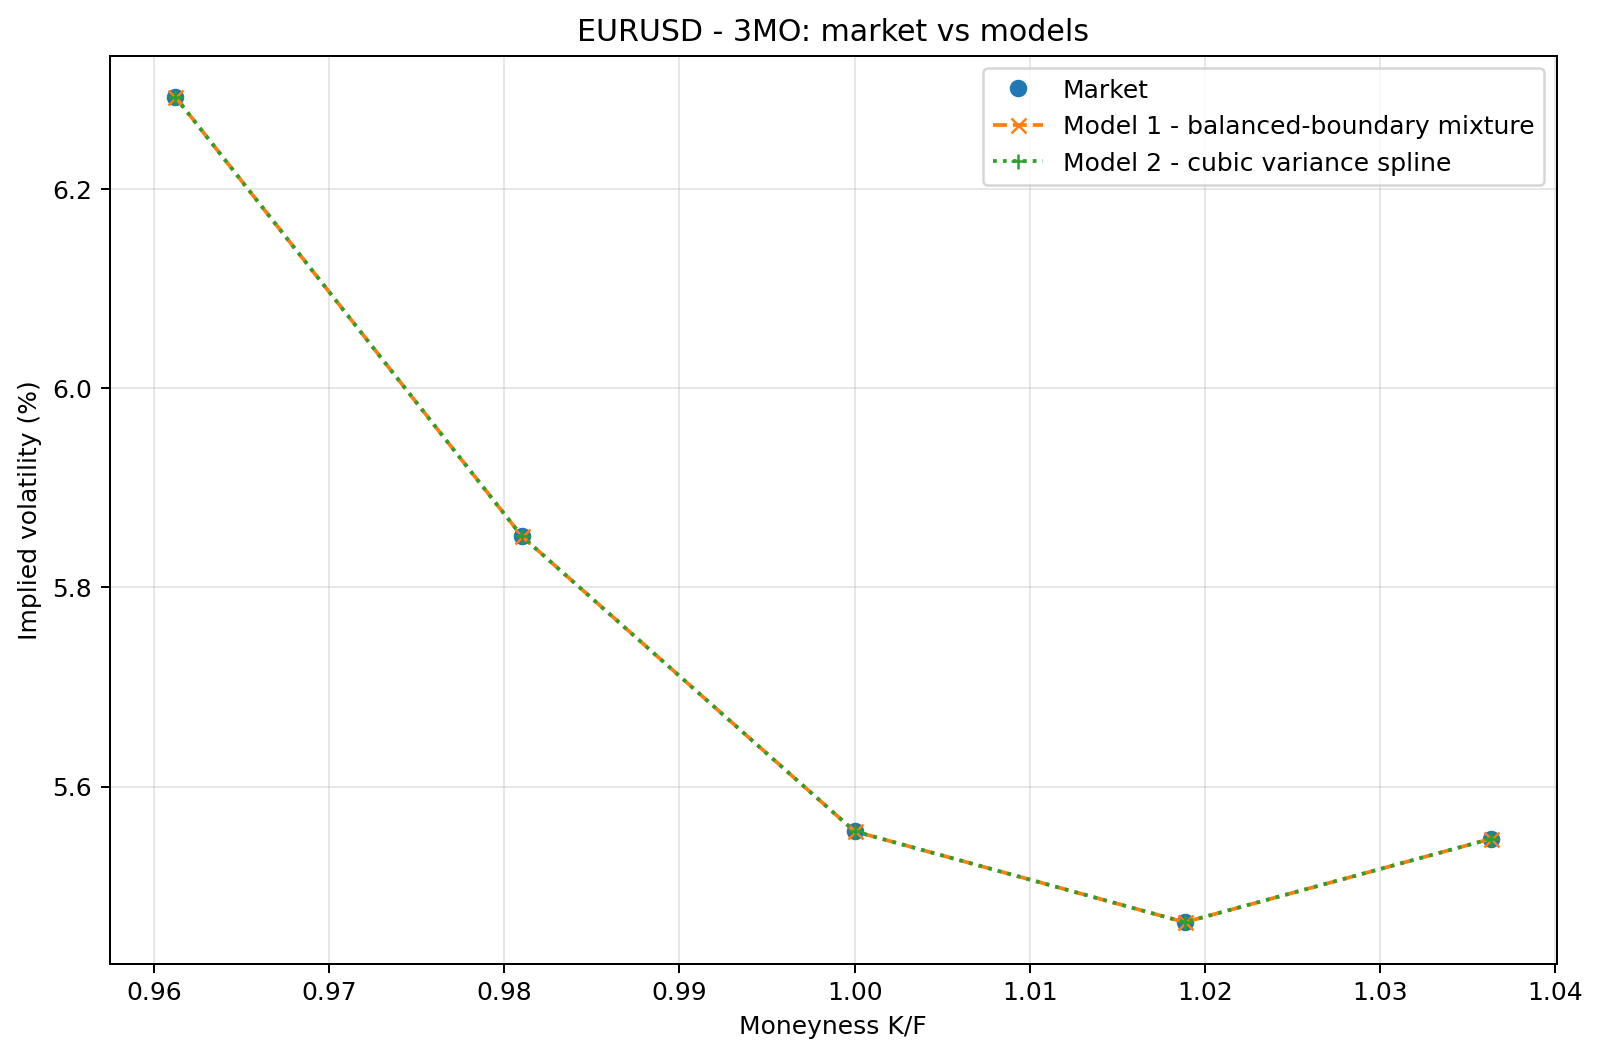 EURUSD - 3MO: market vs models
Market
Model 1 - balanced-boundary mixture
Model 2 - cubic variance spline
Implied volatility (%)
6.2
6.0
5.8
5.6
0.96 0.97 0.98 0.99 1.00 1.01 1.02 1.03 1.04
Moneyness K/F